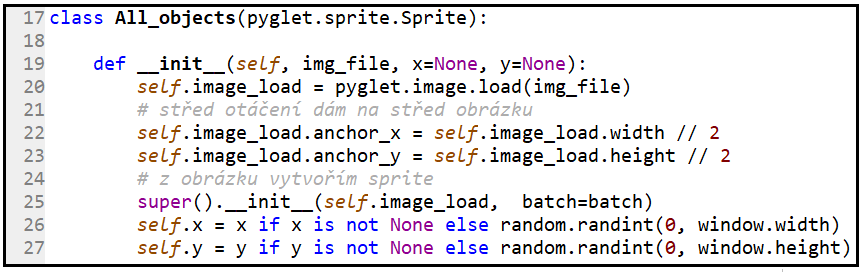 17 class All_objects(pyglet.sprite.Sprite):
18
19     def __init__(self, img_file, x=None, y=None):
20         self.image_load = pyglet.image.load(img_file)
21         # střed otáčení dám na střed obrázku
22         self.image_load.anchor_x = self.image_load.width // 2
23         self.image_load.anchor_y = self.image_load.height // 2
24         # z obrázku vytvořím sprite
25         super().__init__(self.image_load,  batch=batch)
26         self.x = x if x is not None else random.randint(0, window.width)
27         self.y = y if y is not None else random.randint(0, window.height)